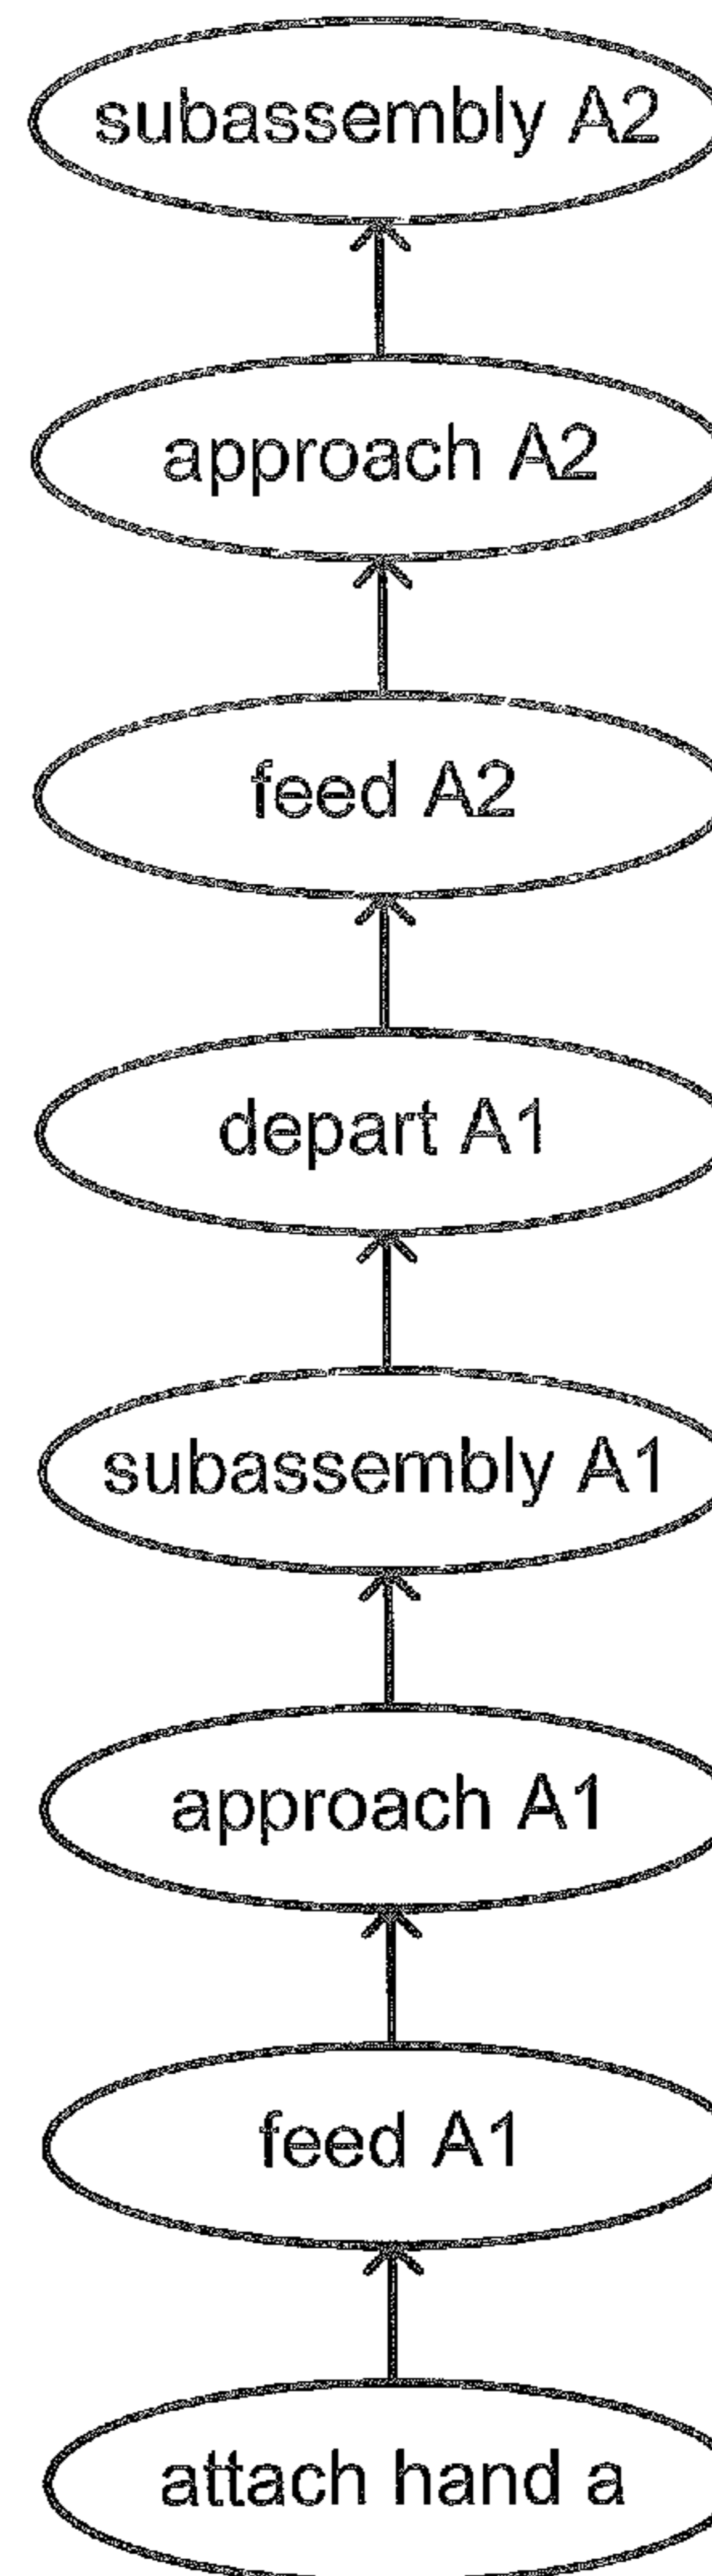 subassembly A2
approach A2
feed A2
depart A1
subassembly A1
approach A1
feed A1
attach hand a